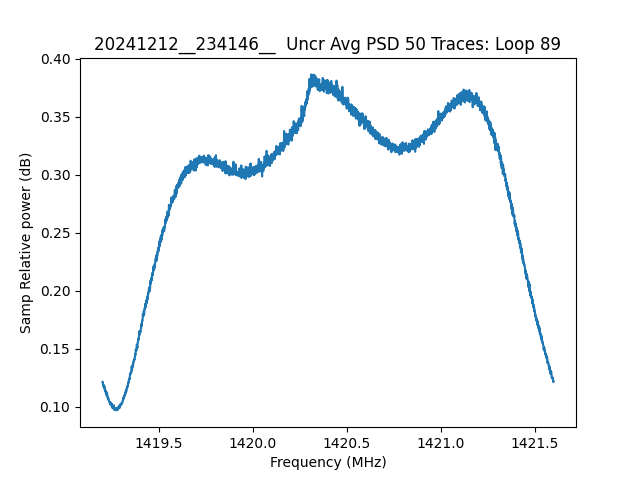 20241212__234146__  Uncr Avg PSD 50 Traces: Loop 89
0.40
0.35
0.30
0.25
0.20
0.15
0.10
Samp Relative power (dB)
1419.5 1420.0 1420.5 1421.0 1421.5
Frequency (MHz)